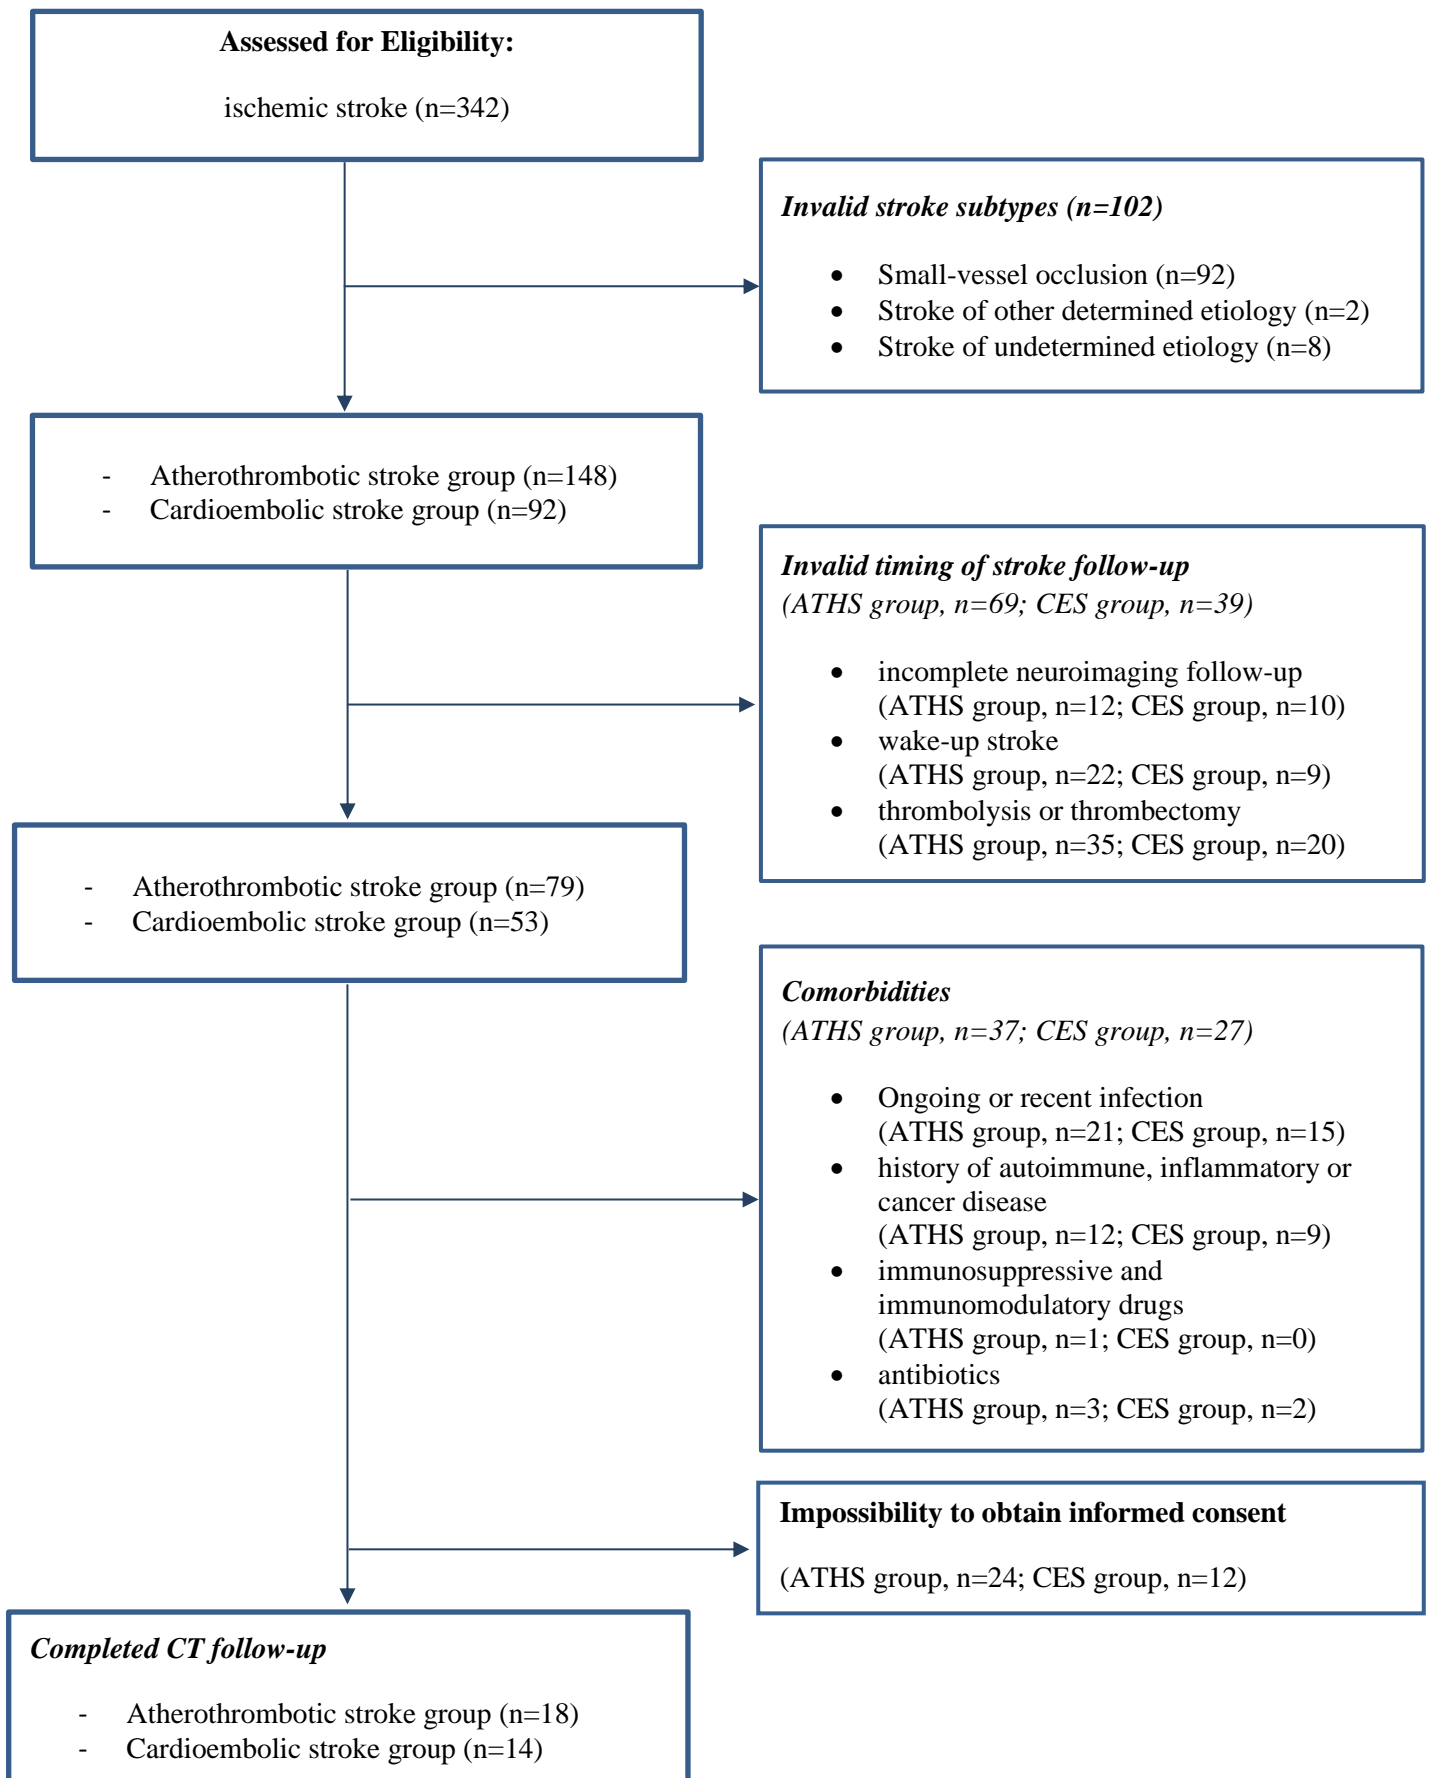 Assessed for Eligibility:
ischemic stroke (n=342)
Invalid stroke subtypes (n=102)
• Small-vessel occlusion (n=92)
• Stroke of other determined etiology (n=2)
• Stroke of undetermined etiology (n=8)
- Atherothrombotic stroke group (n=148)
- Cardioembolic stroke group (n=92)
Invalid timing of stroke follow-up
(ATHS group, n=69; CES group, n=39)
• incomplete neuroimaging follow-up
(ATHS group, n=12; CES group, n=10)
• wake-up stroke
(ATHS group, n=22; CES group, n=9)
• thrombolysis or thrombectomy
(ATHS group, n=35; CES group, n=20)
- Atherothrombotic stroke group (n=79)
- Cardioembolic stroke group (n=53)
Comorbidities
(ATHS group, n=37; CES group, n=27)
• Ongoing or recent infection
(ATHS group, n=21; CES group, n=15)
• history of autoimmune, inflammatory or
cancer disease
(ATHS group, n=12; CES group, n=9)
• immunosuppressive and
immunomodulatory drugs
(ATHS group, n=1; CES group, n=0)
• antibiotics
(ATHS group, n=3; CES group, n=2)
Impossibility to obtain informed consent
(ATHS group, n=24; CES group, n=12)
Completed CT follow-up
- Atherothrombotic stroke group (n=18)
- Cardioembolic stroke group (n=14)